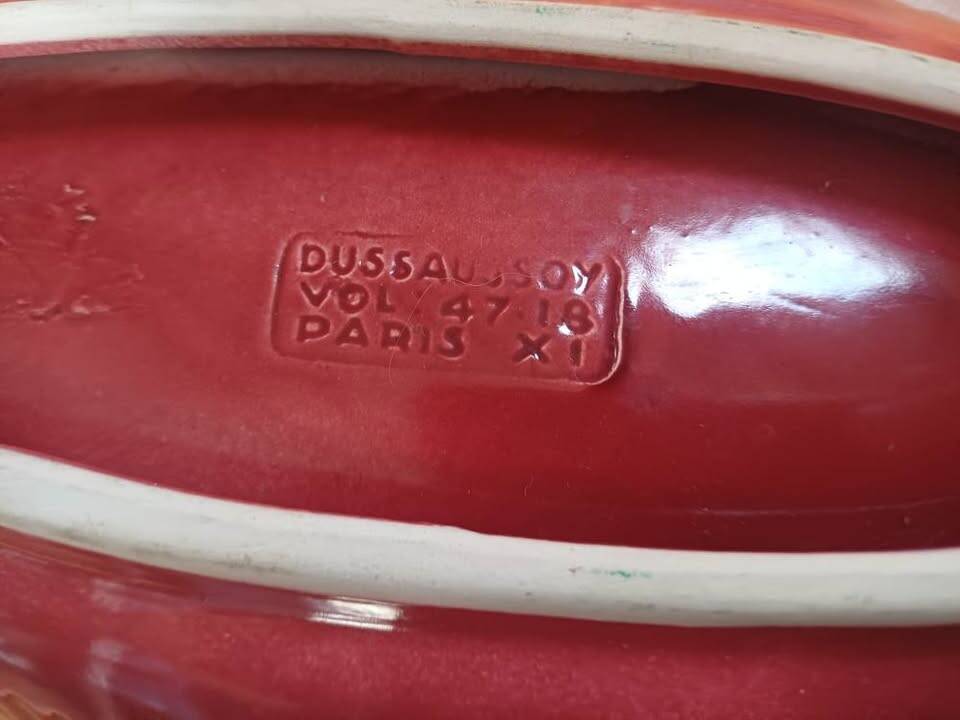 DUSSAUSSOY
VOL 47.18
PARIS XI